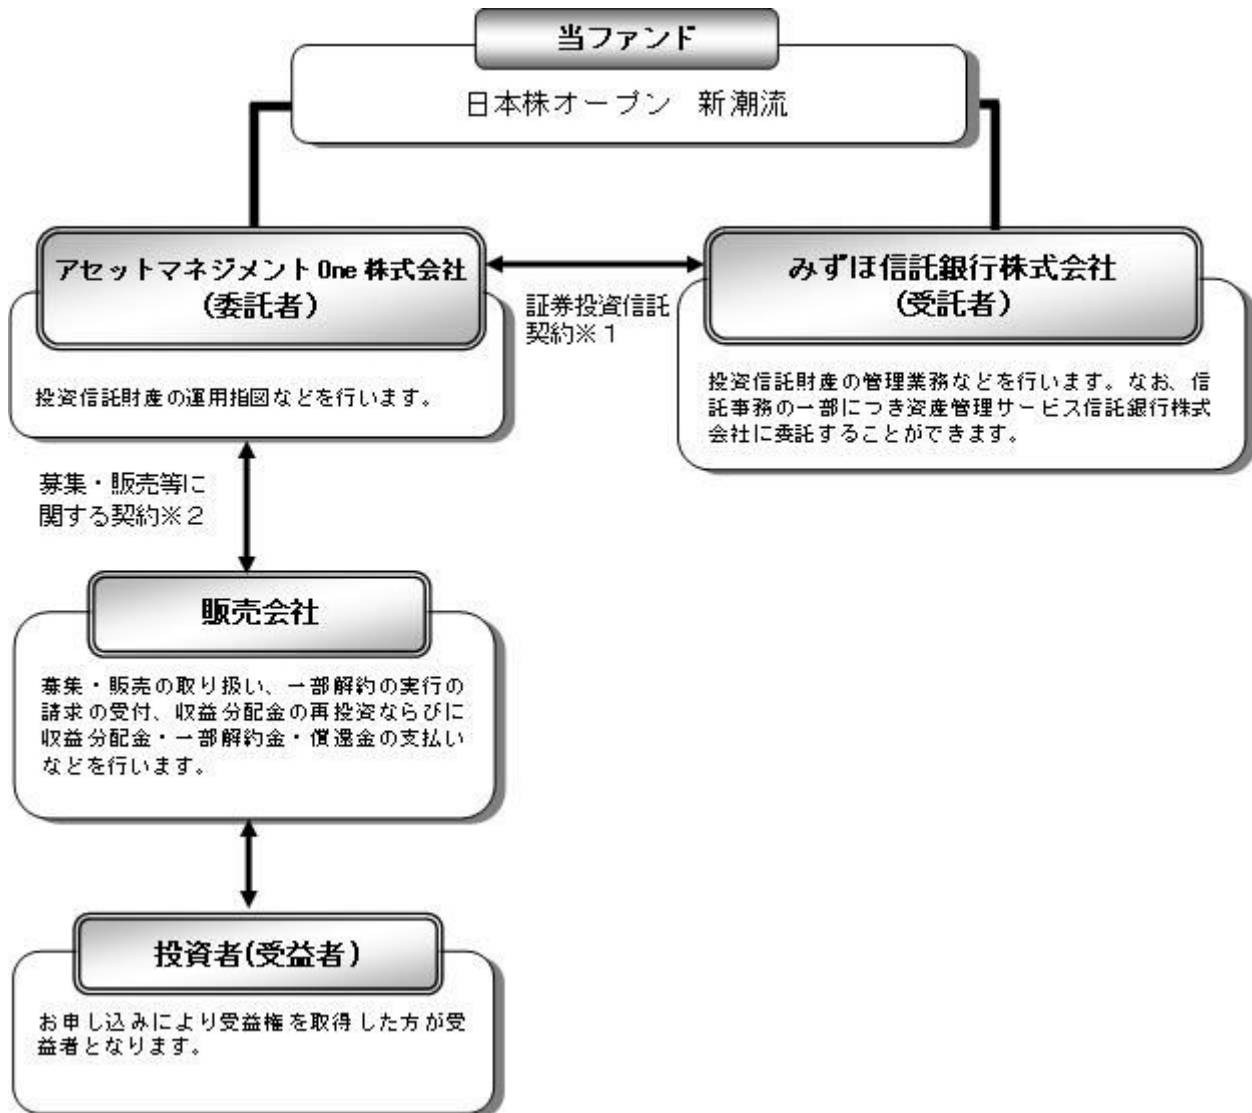 当ファンド
日本株オープン 新潮流
アセットマネジメントOne 株式会社
(委託者)
投資信託財産の運用指図などを行います。
証券投資信託
契約※1
みずほ信託銀行株式会社
(受託者)
投資信託財産の管理業務などを行います。なお、信
託事務の一部につき資産管理サービス信託銀行株式
会社に委託することができます。
募集・販売等に
関する契約※2
販売会社
募集・販売の取り扱い、一部解約の実行の
請求の受付、収益分配金の再投資ならびに
収益分配金・一部解約金・償還金の支払い
などを行います。
投資者(受益者)
お申し込みにより受益権を取得した方が受
益者となります。